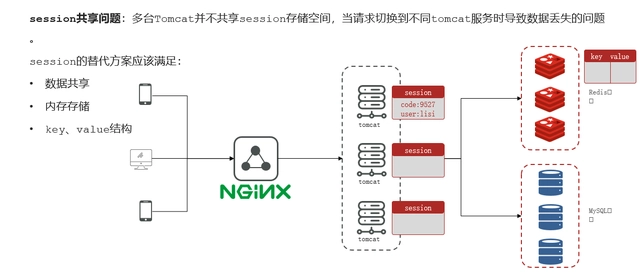 session共享问题：多台Tomcat并不共享session存储空间，当请求切换到不同tomcat服务时导致数据丢失的问题
。
session的替代方案应该满足：
• 数据共享
• 内存存储
• key、value结构
NGINX
session
code:9527
user:lisi
tomcat
session
tomcat
session
tomcat
key value
Redis
MySQL